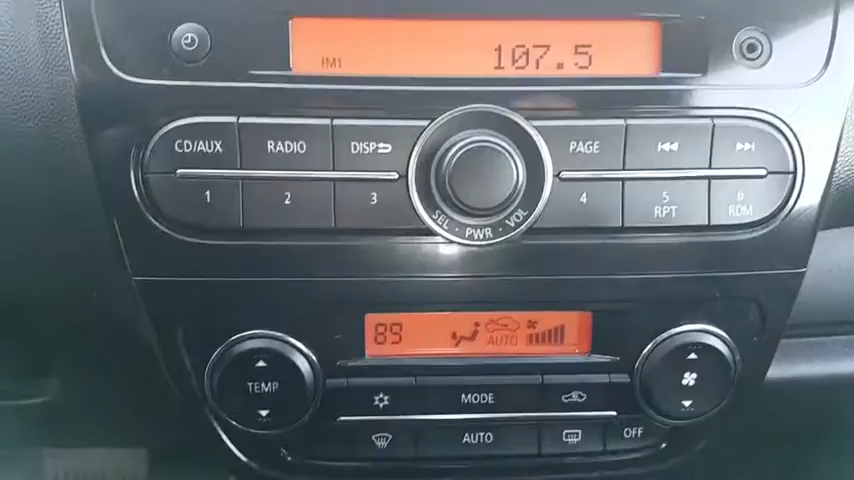 FM1 107.5
CD/AUX RADIO DISP PAGE
1 2 3 4 5 6
RPT RDM
SEL · PWR · VOL
89 AUTO
TEMP
MODE
AUTO OFF